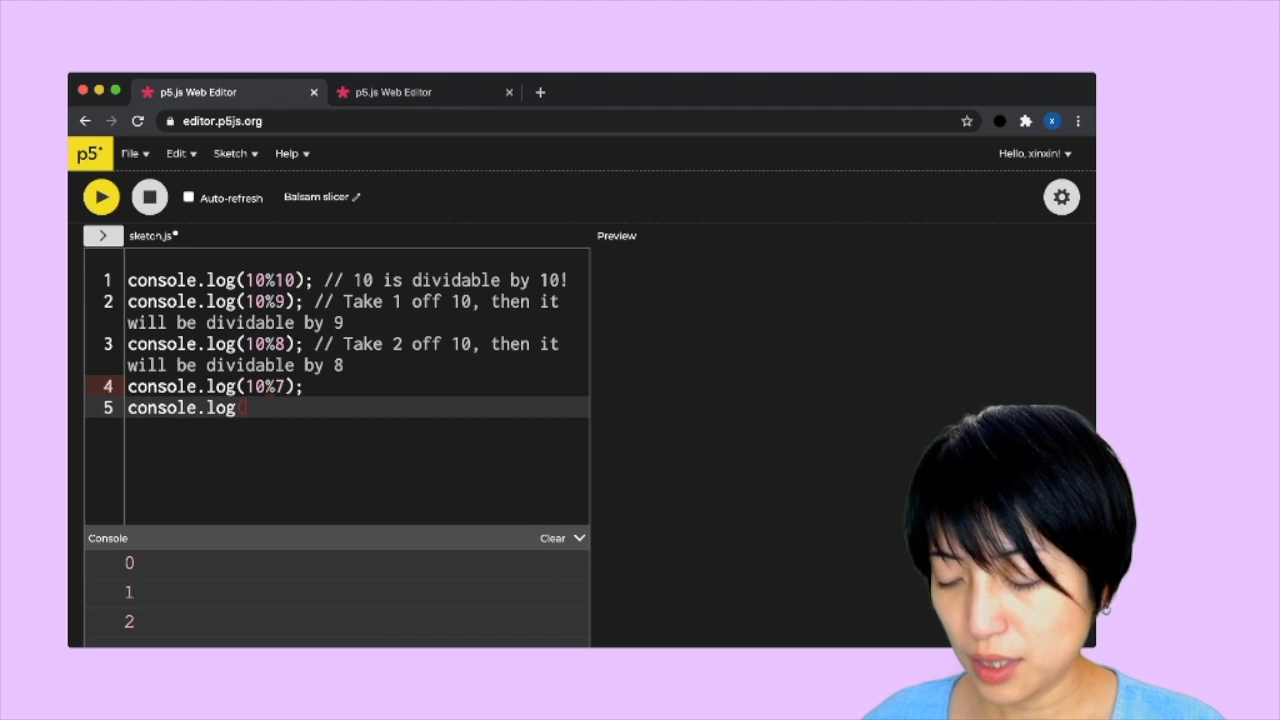 p5.js Web Editor
p5.js Web Editor
editor.p5js.org
x
p5*
File Edit Sketch Help Hello, xinxin!
Auto-refresh Balsam slicer
sketch.js
Preview
1 console.log(10%10); // 10 is dividable by 10!
2 console.log(10%9); // Take 1 off 10, then it
will be dividable by 9
3 console.log(10%8); // Take 2 off 10, then it
will be dividable by 8
4 console.log(10%7);
5 console.log(
Console Clear
0
1
2